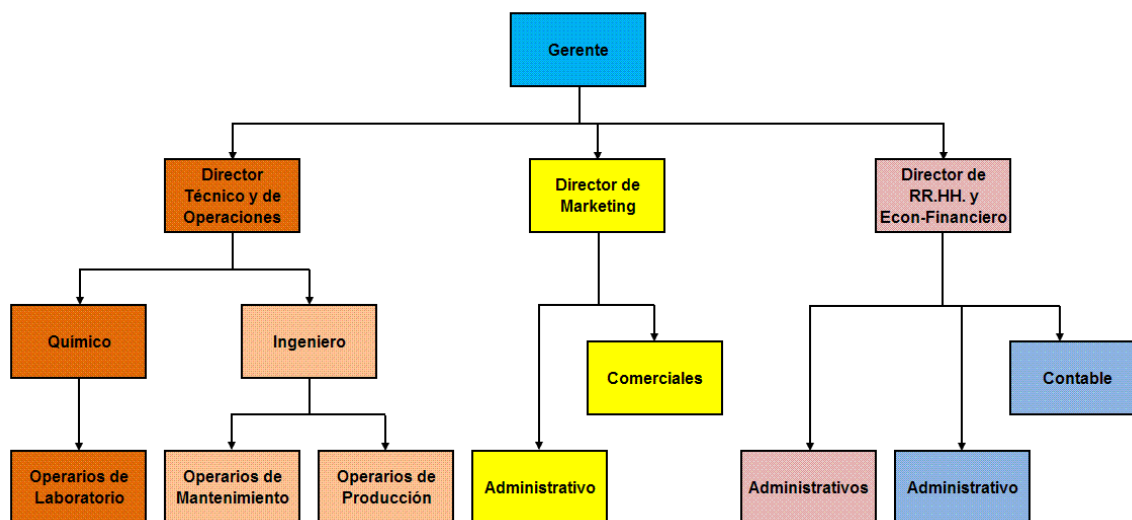 Gerente
Director
Técnico y de
Operaciones
Director de
Marketing
Director de
RR.HH. y
Econ-Financiero
Quimico
Ingeniero
Comerciales
Contable
Operarios de
Laboratorio
Operarios de
Mantenimiento
Operarios de
Producción
Administrativo
Administrativos
Administrativo